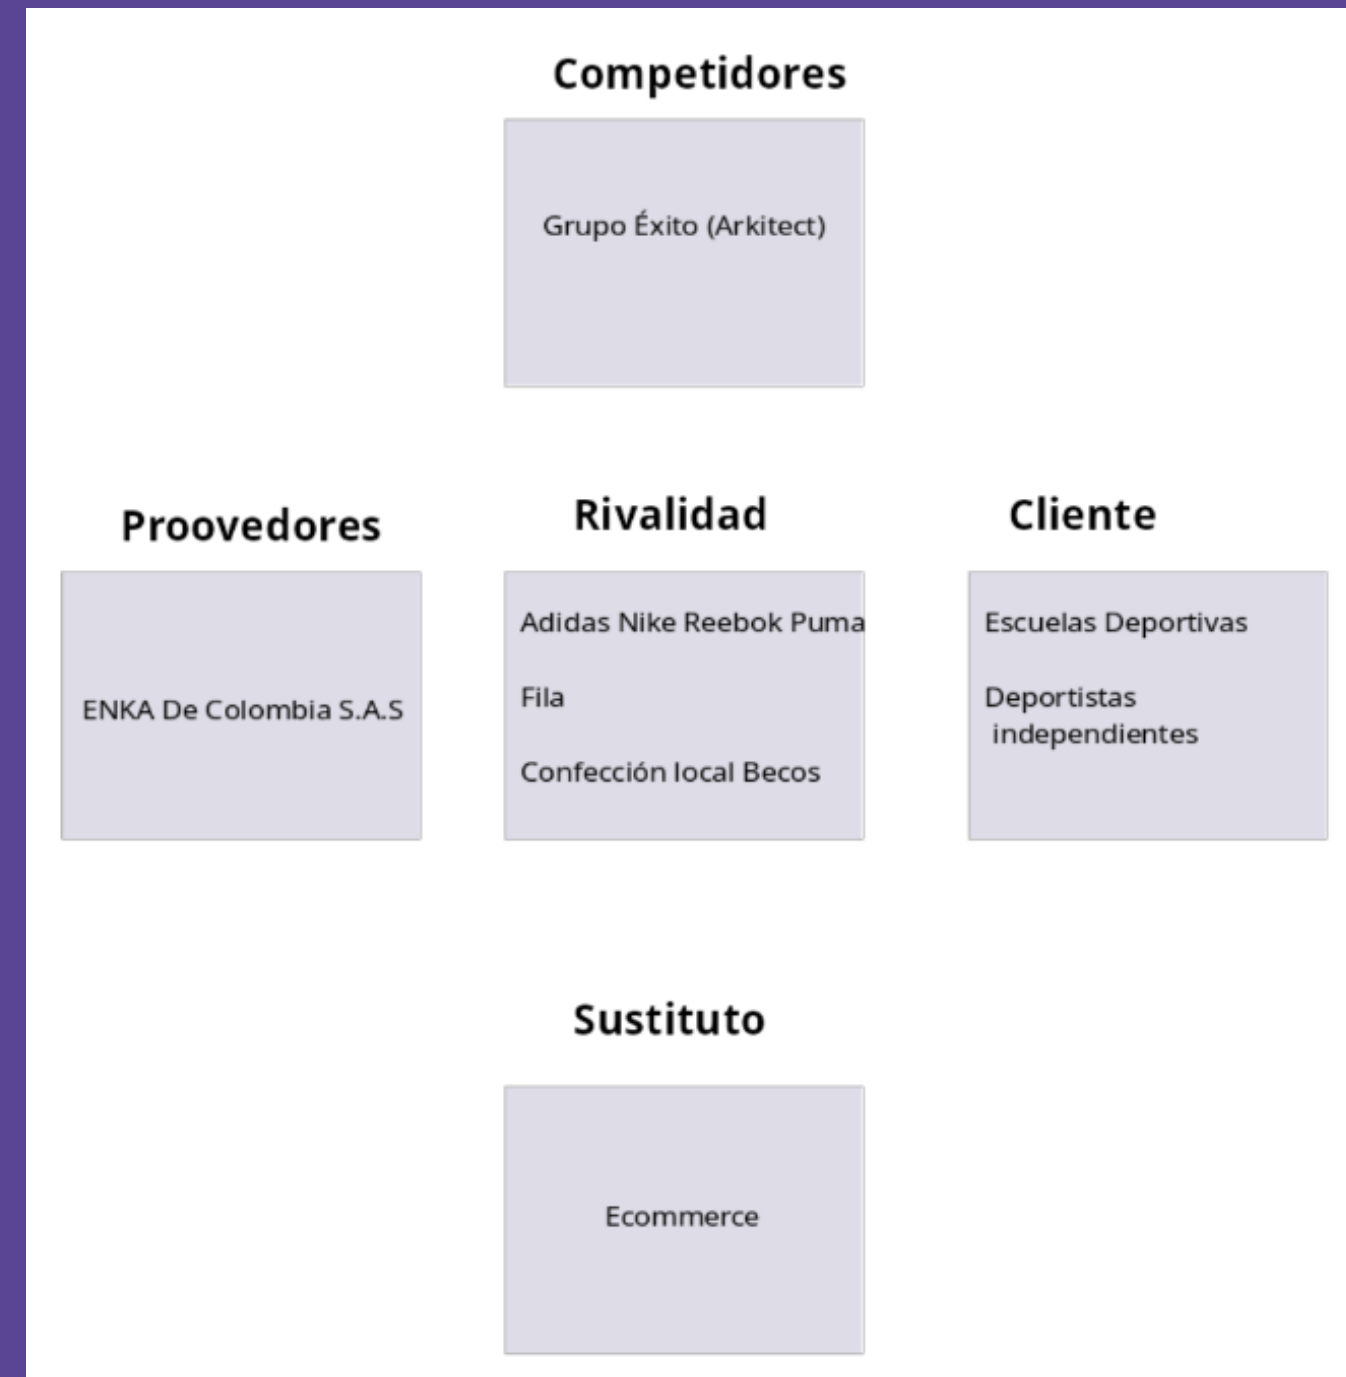 Competidores
Grupo Éxito (Arkitect)
Proovedores
ENKA De Colombia S.A.S
Rivalidad
Adidas Nike Reebok Puma
Fila
Confección local Becos
Cliente
Escuelas Deportivas
Deportistas
independientes
Sustituto
Ecommerce